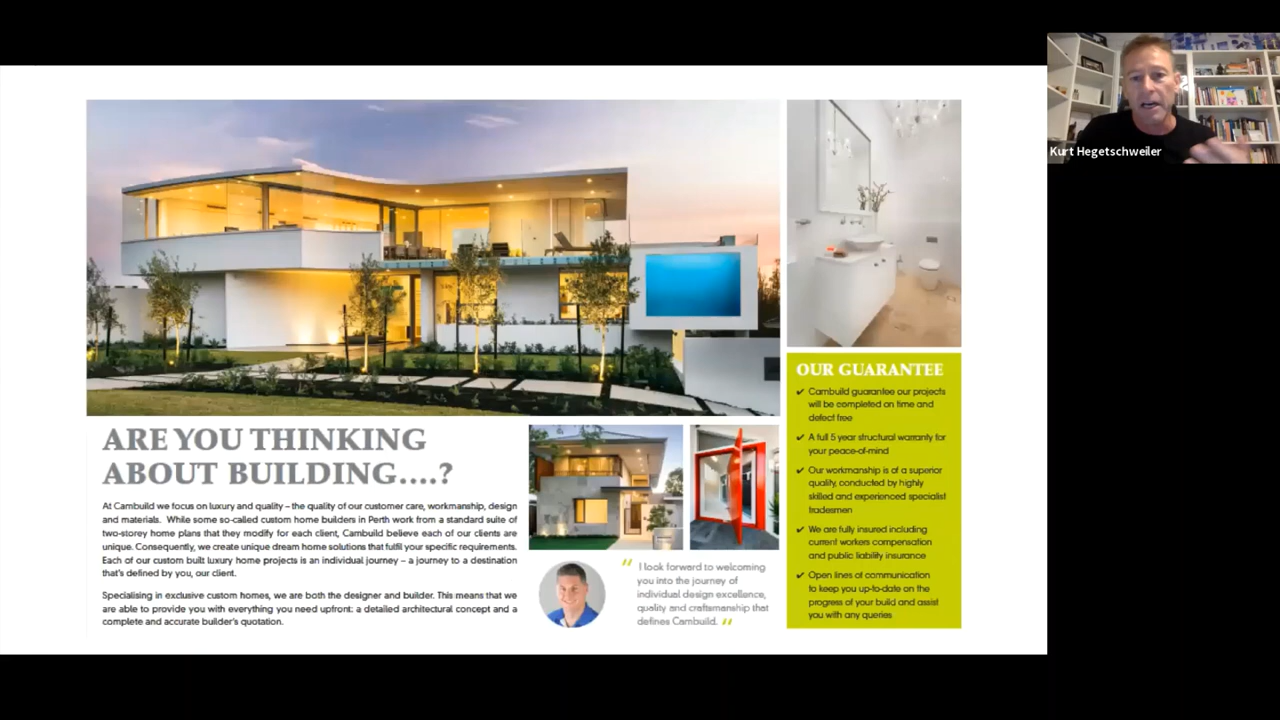 Kurt Hegetschweiler
ARE YOU THINKING
ABOUT BUILDING....?
At Cambuild we focus on luxury and quality – the quality of our customer care, workmanship, design
and materials. While some so-called custom home builders in Perth work from a standard suite of
two-storey home plans that they modify for each client, Cambuild believe each of our clients are
unique. Consequently, we create unique dream home solutions that fulfil your specific requirements.
Each of our custom built luxury home projects is an individual journey – a journey to a destination
that's defined by you, our client.
Specialising in exclusive custom homes, we are both the designer and builder. This means that we
are able to provide you with everything you need upfront: a detailed architectural concept and a
complete and accurate builder's quotation.
" I look forward to welcoming
you into the journey of
individual design excellence,
quality and craftsmanship that
defines Cambuild. "
OUR GUARANTEE
✔ Cambuild guarantee our projects
will be completed on time and
defect free
✔ A full 5 year structural warranty for
your peace-of-mind
✔ Our workmanship is of a superior
quality, conducted by highly
skilled and experienced specialist
tradesmen
✔ We are fully insured including
current workers compensation
and public liability insurance
✔ Open lines of communication
to keep you up-to-date on the
progress of your build and assist
you with any queries